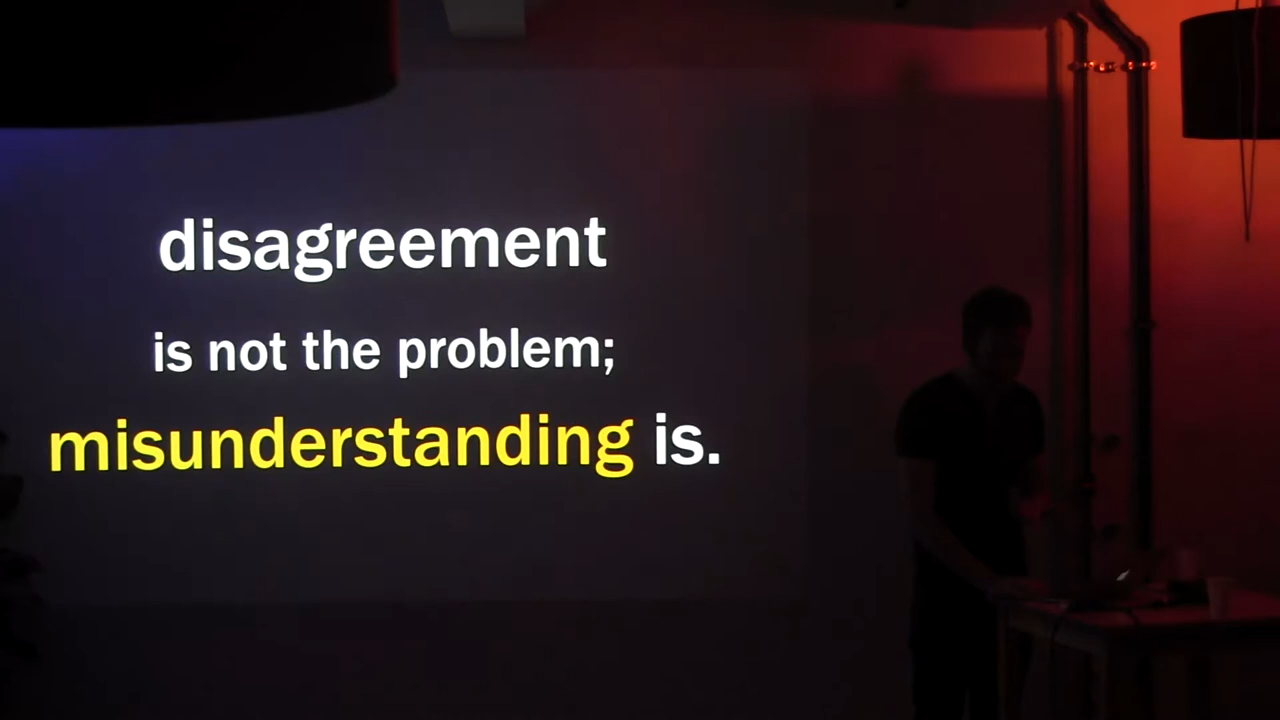 disagreement
is not the problem;
misunderstanding is.